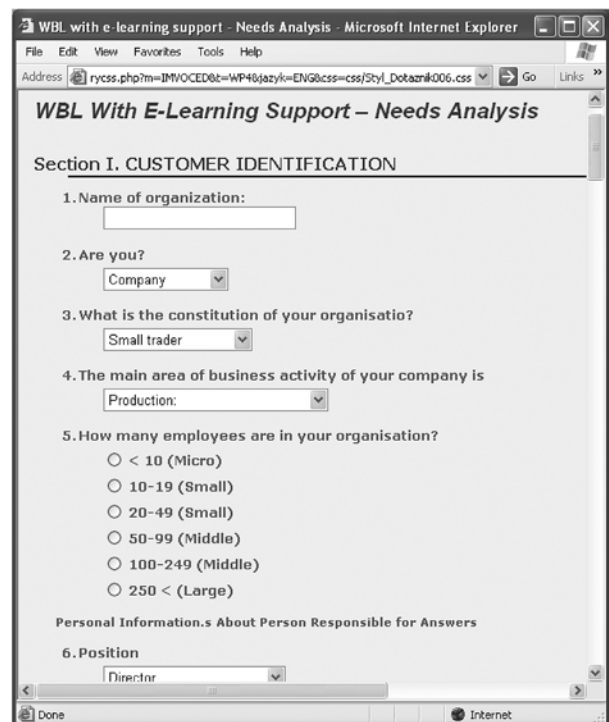 WBL with e-learning support - Needs Analysis - Microsoft Internet Explorer
File Edit View Favorites Tools Help
Address rycss.php?m=IMVOCED&t=WP4&jazyk=ENG&css=css/Styl_Dotaznik006.css Go Links »
WBL With E-Learning Support – Needs Analysis
Section I. CUSTOMER IDENTIFICATION
1. Name of organization:
2. Are you?
Company
3. What is the constitution of your organisatio?
Small trader
4. The main area of business activity of your company is
Production:
5. How many employees are in your organisation?
< 10 (Micro)
10-19 (Small)
20-49 (Small)
50-99 (Middle)
100-249 (Middle)
250 < (Large)
Personal Information.s About Person Responsible for Answers
6. Position
Director
Done Internet